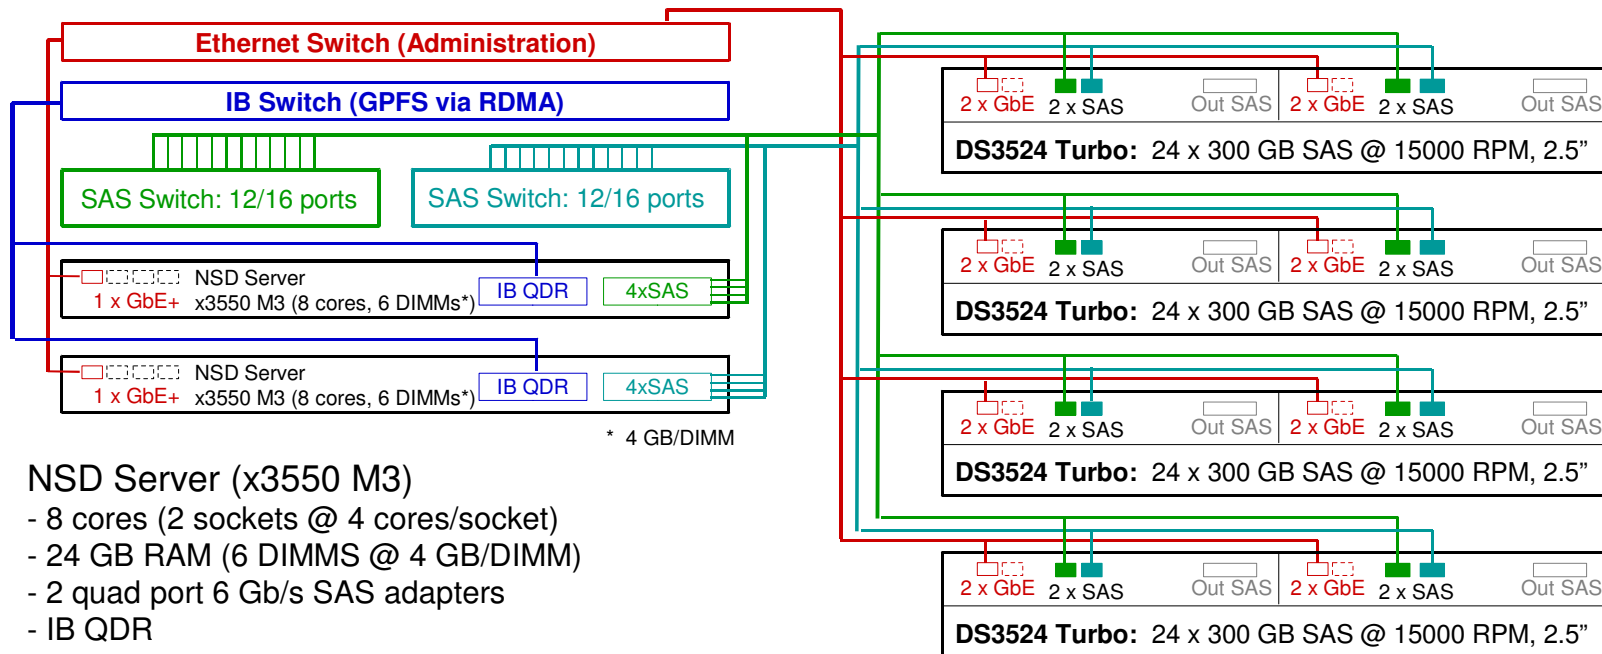 Ethernet Switch (Administration)
IB Switch (GPFS via RDMA)
SAS Switch: 12/16 ports
SAS Switch: 12/16 ports
NSD Server
1 x GbE+ x3550 M3 (8 cores, 6 DIMMs*) IB QDR 4xSAS
NSD Server
1 x GbE+ x3550 M3 (8 cores, 6 DIMMs*) IB QDR 4xSAS
* 4 GB/DIMM
NSD Server (x3550 M3)
- 8 cores (2 sockets @ 4 cores/socket)
- 24 GB RAM (6 DIMMS @ 4 GB/DIMM)
- 2 quad port 6 Gb/s SAS adapters
- IB QDR
2 x GbE 2 x SAS Out SAS 2 x GbE 2 x SAS Out SAS
DS3524 Turbo: 24 x 300 GB SAS @ 15000 RPM, 2.5”
2 x GbE 2 x SAS Out SAS 2 x GbE 2 x SAS Out SAS
DS3524 Turbo: 24 x 300 GB SAS @ 15000 RPM, 2.5”
2 x GbE 2 x SAS Out SAS 2 x GbE 2 x SAS Out SAS
DS3524 Turbo: 24 x 300 GB SAS @ 15000 RPM, 2.5”
2 x GbE 2 x SAS Out SAS 2 x GbE 2 x SAS Out SAS
DS3524 Turbo: 24 x 300 GB SAS @ 15000 RPM, 2.5”